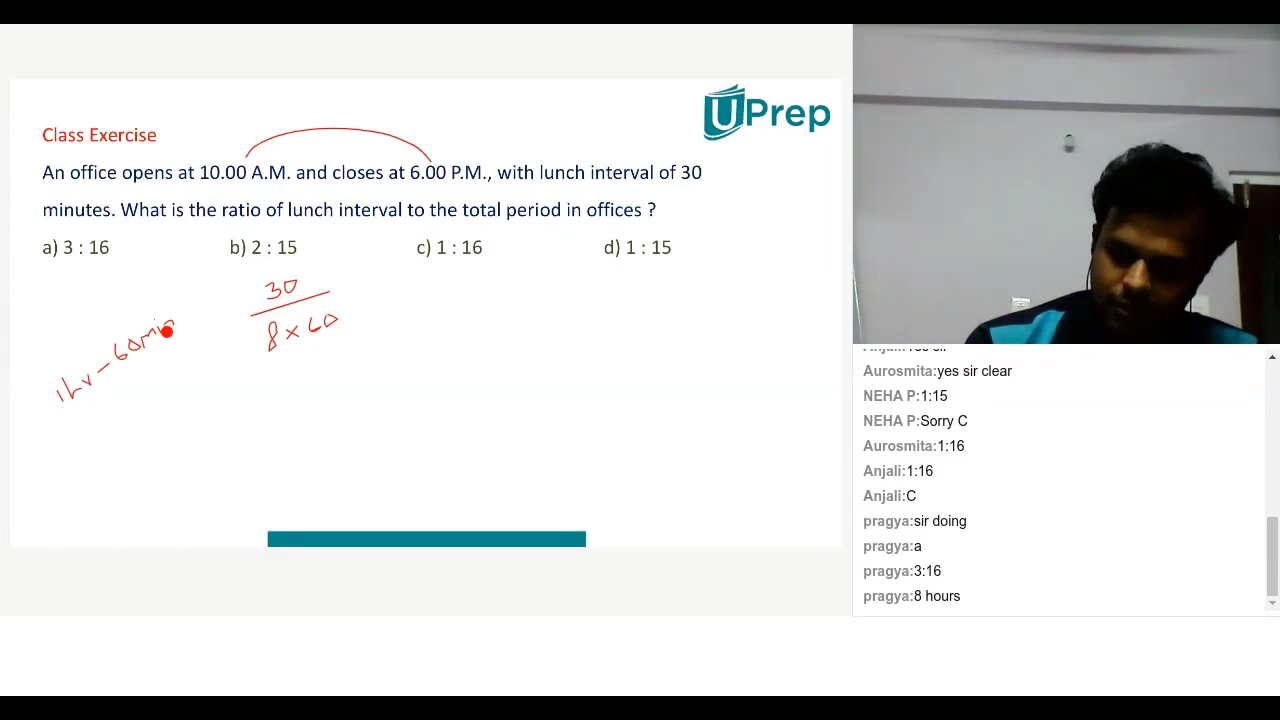 UPrep
Class Exercise
An office opens at 10.00 A.M. and closes at 6.00 P.M., with lunch interval of 30
minutes. What is the ratio of lunch interval to the total period in offices ?
a) 3 : 16 b) 2 : 15 c) 1 : 16 d) 1 : 15
30
8 x 60
1hr - 60min
yes sir
Aurosmita:yes sir clear
NEHA P:1:15
NEHA P:Sorry C
Aurosmita:1:16
Anjali:1:16
Anjali:C
pragya:sir doing
pragya:a
pragya:3:16
pragya:8 hours